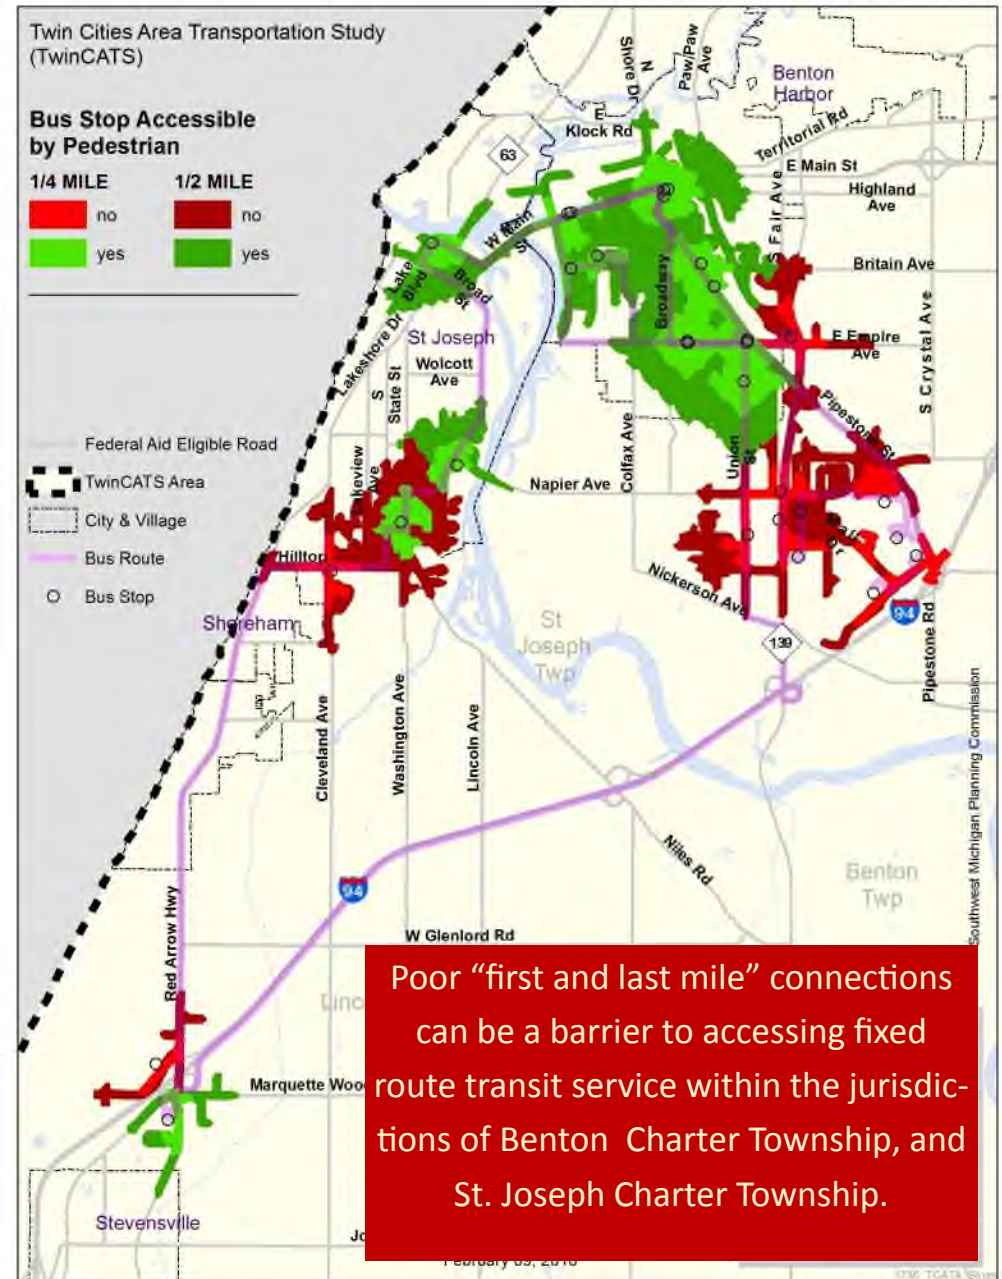 Twin Cities Area Transportation Study
(TwinCATS)
Bus Stop Accessible
by Pedestrian
1/4 MILE
1/2 MILE
no
no
yes
yes
Federal Aid Eligible Road
TwinCATS Area
City & Village
Bus Route
Bus Stop
Shore Dr
N
Paw/Paw
Ave
Benton
Harbor
E
Klock Rd
63
Territorial Rd
E Main St
Highland
Ave
S Fair Ave
W Main
St
Britain Ave
Lake
Blvd
Broad
St
Broadway
Lakeshore Dr
St Joseph
E Empire
Ave
S Crystal Ave
Wolcott
Ave
S
State St
Pipestone St
Colfax Ave
Union
St
Lakeview
Ave
Napier Ave
Mall
Dr
Hilltop
Nickerson Ave
94
Shoreham
St
Joseph
Twp
139
Pipestone Rd
Cleveland Ave
Washington Ave
Lincoln Ave
Southwest Michigan Planning Commission
Niles Rd
94
Benton
Twp
Red Arrow Hwy
W Glenlord Rd
Linc
Poor “first and last mile” connections
can be a barrier to accessing fixed
route transit service within the jurisdic-
tions of Benton Charter Township, and
St. Joseph Charter Township.
Marquette Woo
Stevensville
Jo